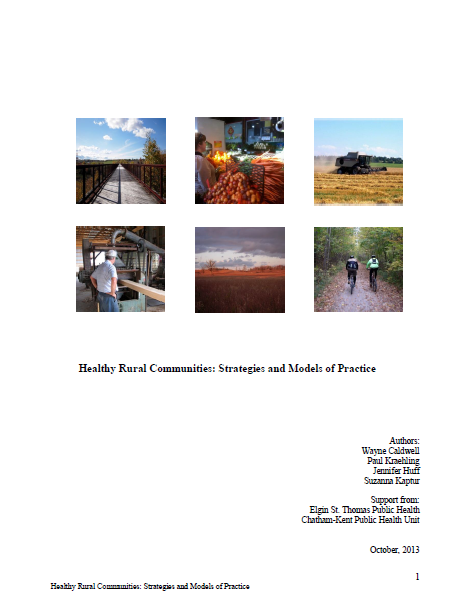 Healthy Rural Communities: Strategies and Models of Practice
Authors:
Wayne Caldwell
Paul Kraehling
Jennifer Huff
Suzanna Kaptur
Support from:
Elgin St. Thomas Public Health
Chatham-Kent Public Health Unit
October, 2013
1
Healthy Rural Communities: Strategies and Models of Practice